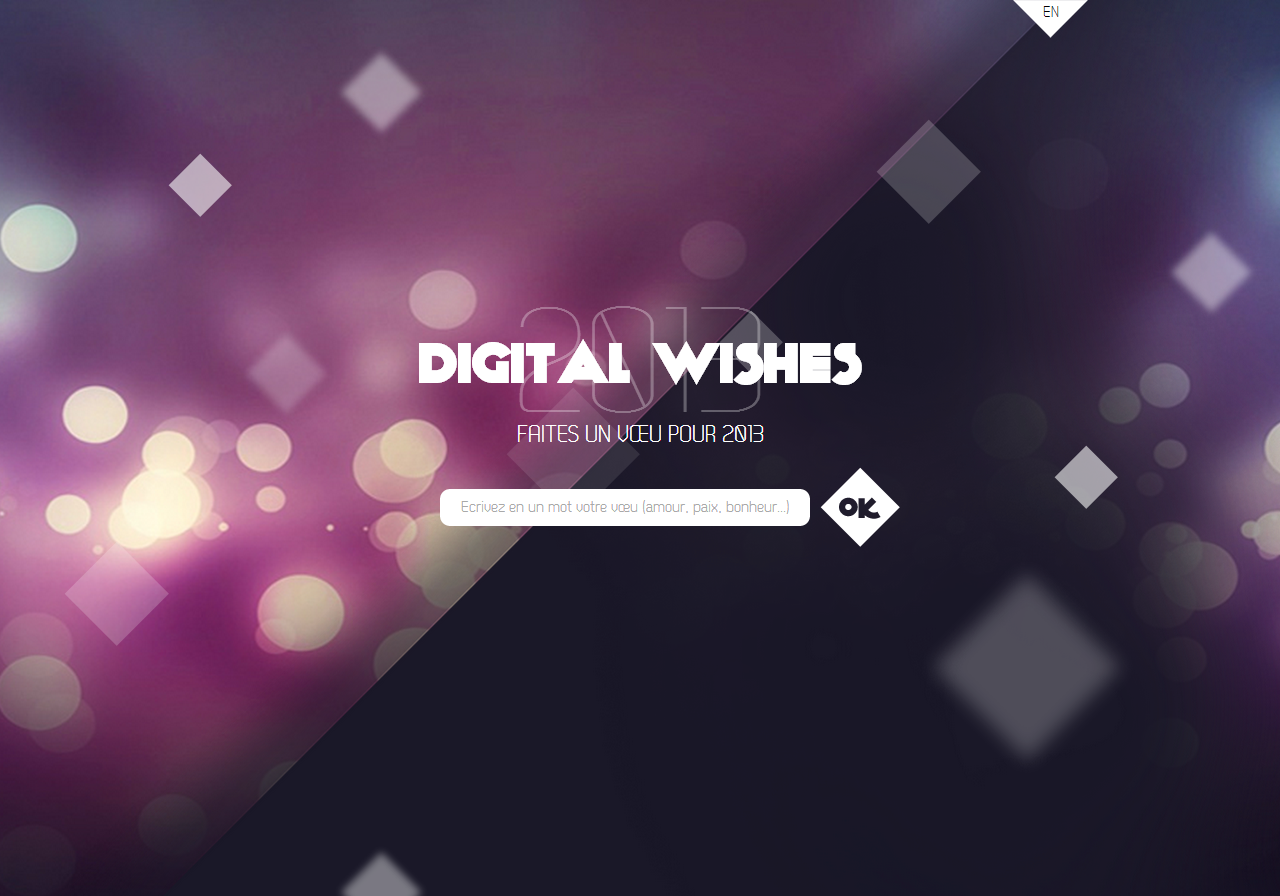 EN
2013
DIGITAL WISHES
FAITES UN VŒU POUR 2013
Ecrivez en un mot votre vœu (amour, paix, bonheur...)
OK